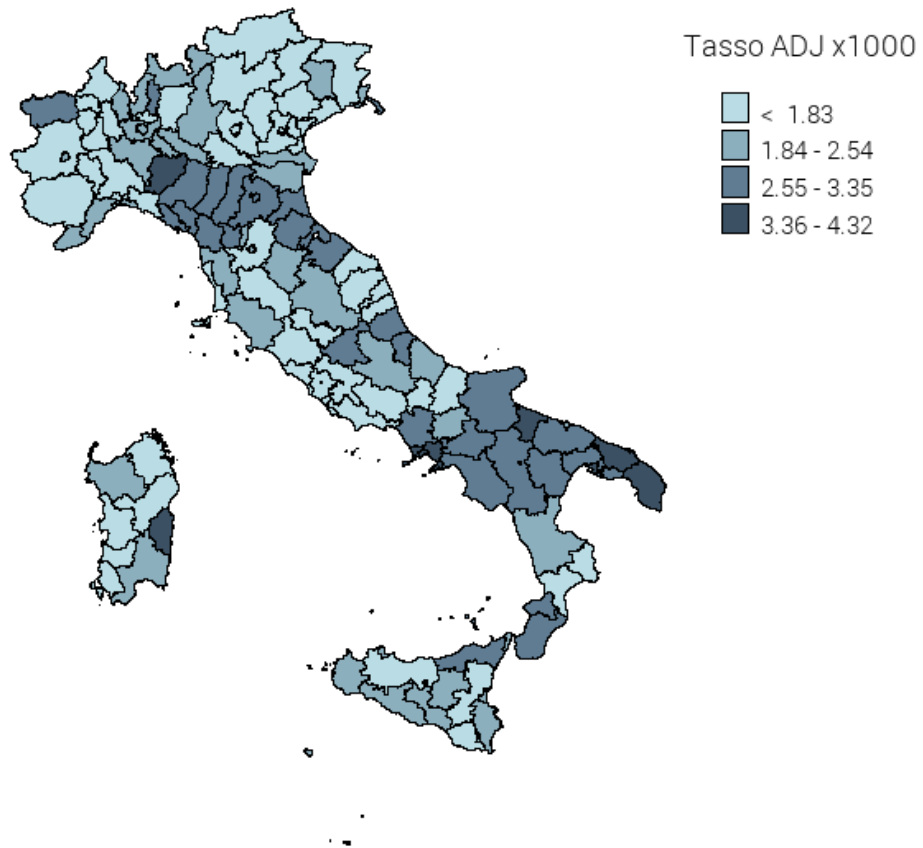 Tasso ADJ x1000
< 1.83
1.84 - 2.54
2.55 - 3.35
3.36 - 4.32